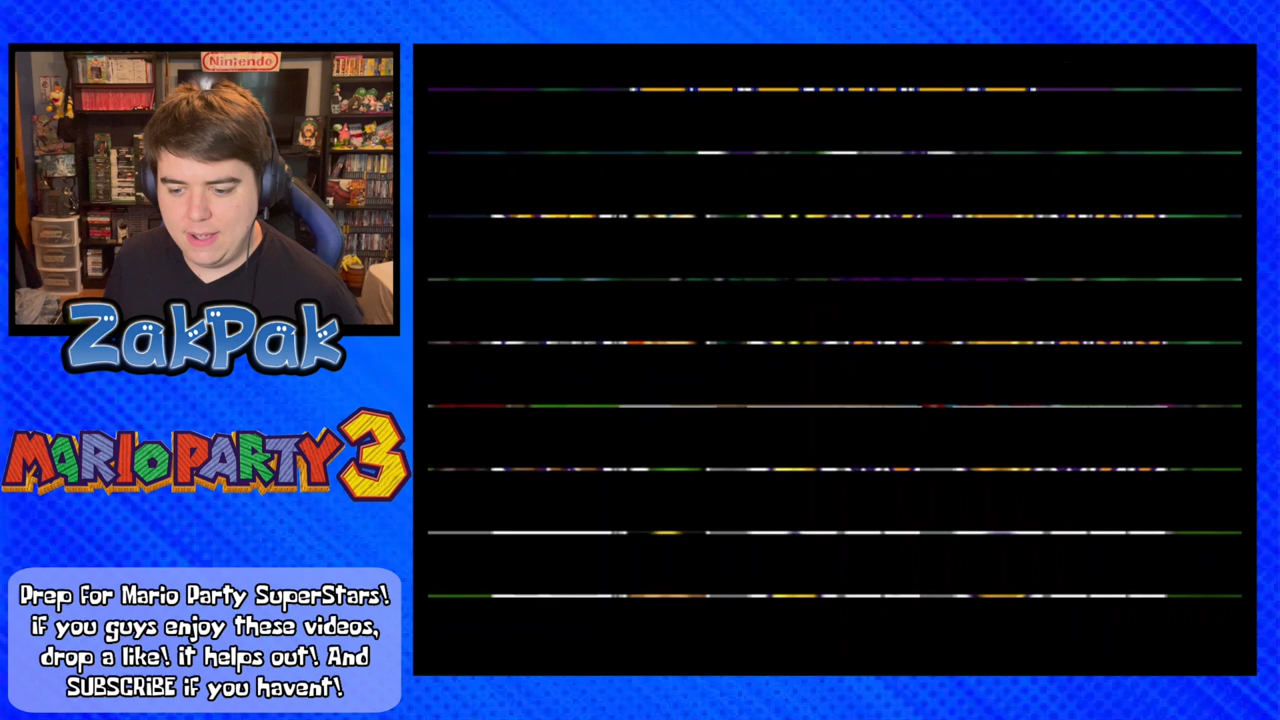 Nintendo
ZakPak
MARIO PARTY 3
Prep for Mario Party SuperStars!
if you guys enjoy these videos,
drop a like! it helps out! And
SUBSCRiBE if you havent!